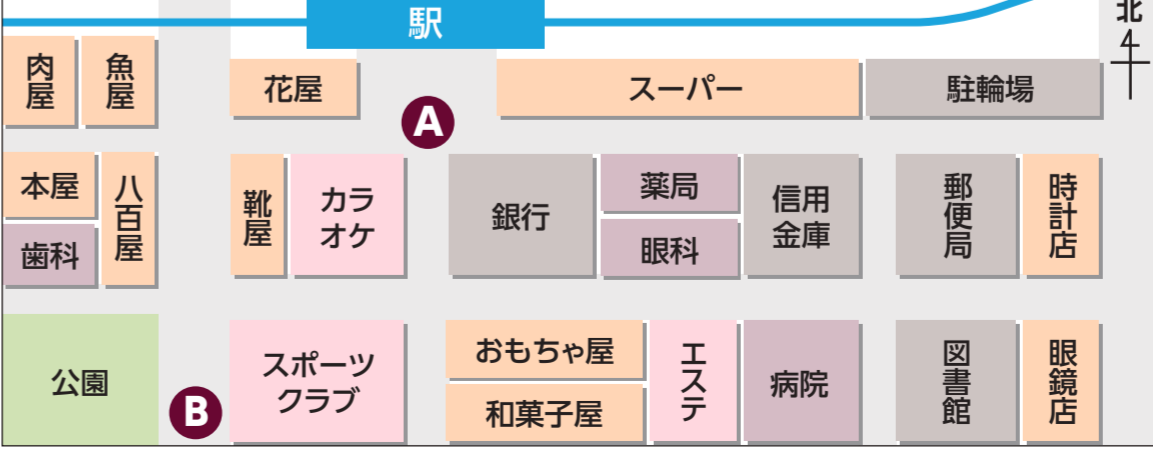 駅
北
肉屋
魚屋
花屋
スーパー
駐輪場
A
本屋
八百屋
歯科
靴屋
カラ
オケ
銀行
薬局
眼科
信用
金庫
郵便局
時計店
公園
B
スポーツ
クラブ
おもちゃ屋
和菓子屋
エステ
病院
図書館
眼鏡店